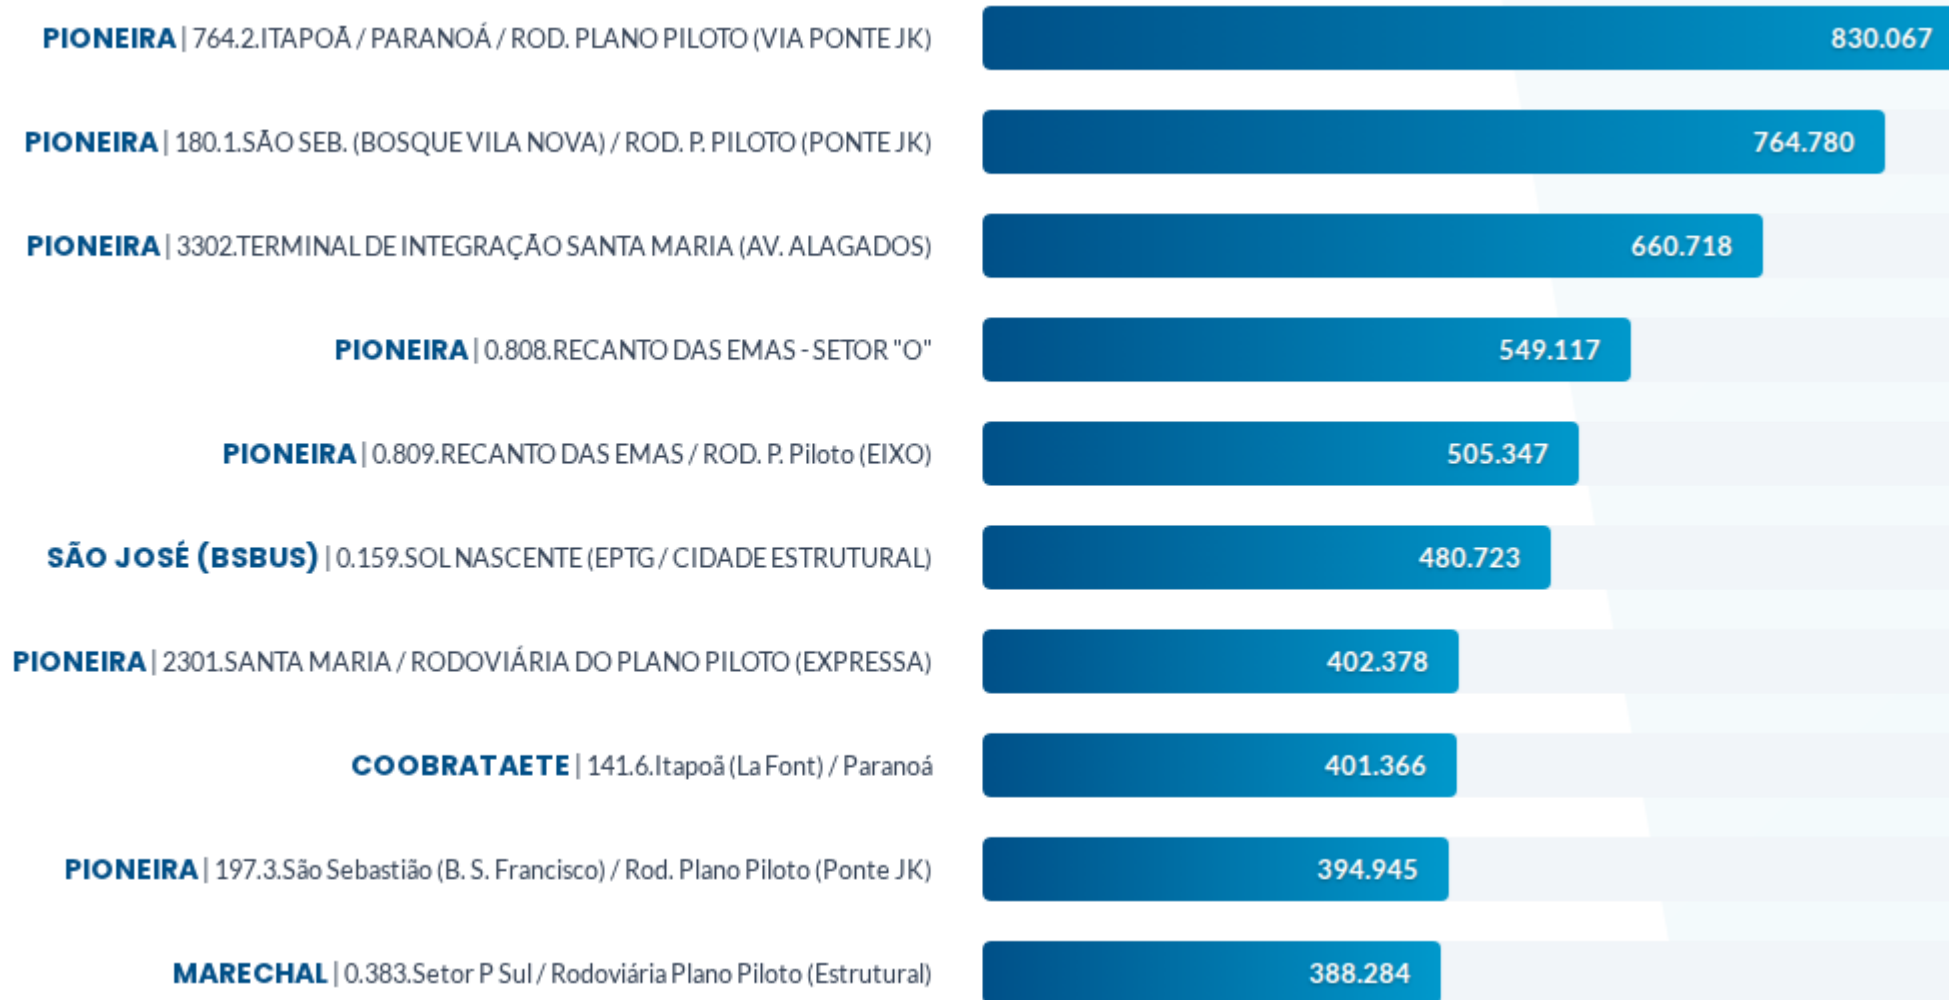 PIONEIRA | 764.2.ITAPOÃ / PARANOÁ / ROD. PLANO PILOTO (VIA PONTE JK) 830.067
PIONEIRA | 180.1.SÃO SEB. (BOSQUE VILA NOVA) / ROD. P. PILOTO (PONTE JK) 764.780
PIONEIRA | 3302.TERMINAL DE INTEGRAÇÃO SANTA MARIA (AV. ALAGADOS) 660.718
PIONEIRA | 0.808.RECANTO DAS EMAS - SETOR "O" 549.117
PIONEIRA | 0.809.RECANTO DAS EMAS / ROD. P. Piloto (EIXO) 505.347
SÃO JOSÉ (BSBUS) | 0.159.SOL NASCENTE (EPTG / CIDADE ESTRUTURAL) 480.723
PIONEIRA | 2301.SANTA MARIA / RODOVIÁRIA DO PLANO PILOTO (EXPRESSA) 402.378
COOBRATAETE | 141.6.Itapoã (La Font) / Paranoá 401.366
PIONEIRA | 197.3.São Sebastião (B. S. Francisco) / Rod. Plano Piloto (Ponte JK) 394.945
MARECHAL | 0.383.Setor P Sul / Rodoviária Plano Piloto (Estrutural) 388.284